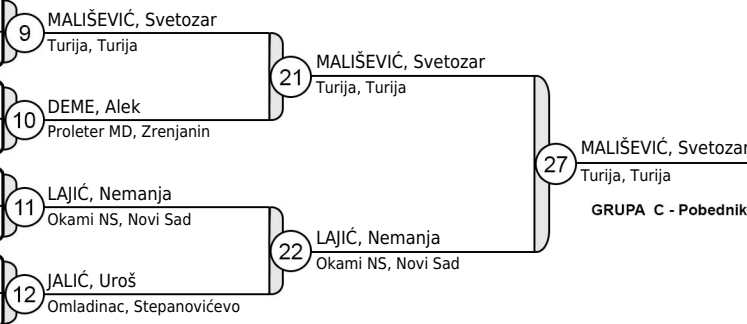 9
MALIŠEVIĆ, Svetozar
Turija, Turija
10
DEME, Alek
Proleter MD, Zrenjanin
11
LAJIĆ, Nemanja
Okami NS, Novi Sad
12
JALIĆ, Uroš
Omladinac, Stepanovićevo
21
MALIŠEVIĆ, Svetozar
Turija, Turija
22
LAJIĆ, Nemanja
Okami NS, Novi Sad
27
MALIŠEVIĆ, Svetozar
Turija, Turija
GRUPA C - Pobednik